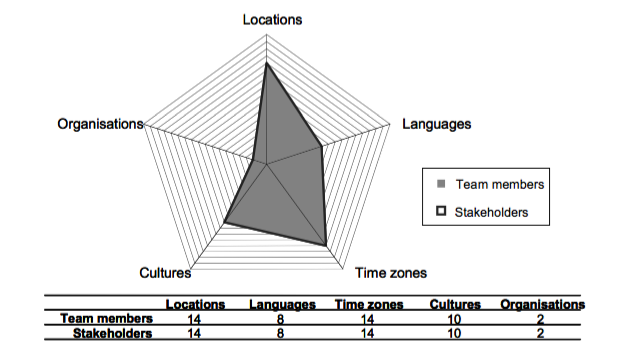 Locations
Organisations
Languages
Team members
Stakeholders
Cultures
Time zones
Locations Languages Time zones Cultures Organisations
Team members 14 8 14 10 2
Stakeholders 14 8 14 10 2